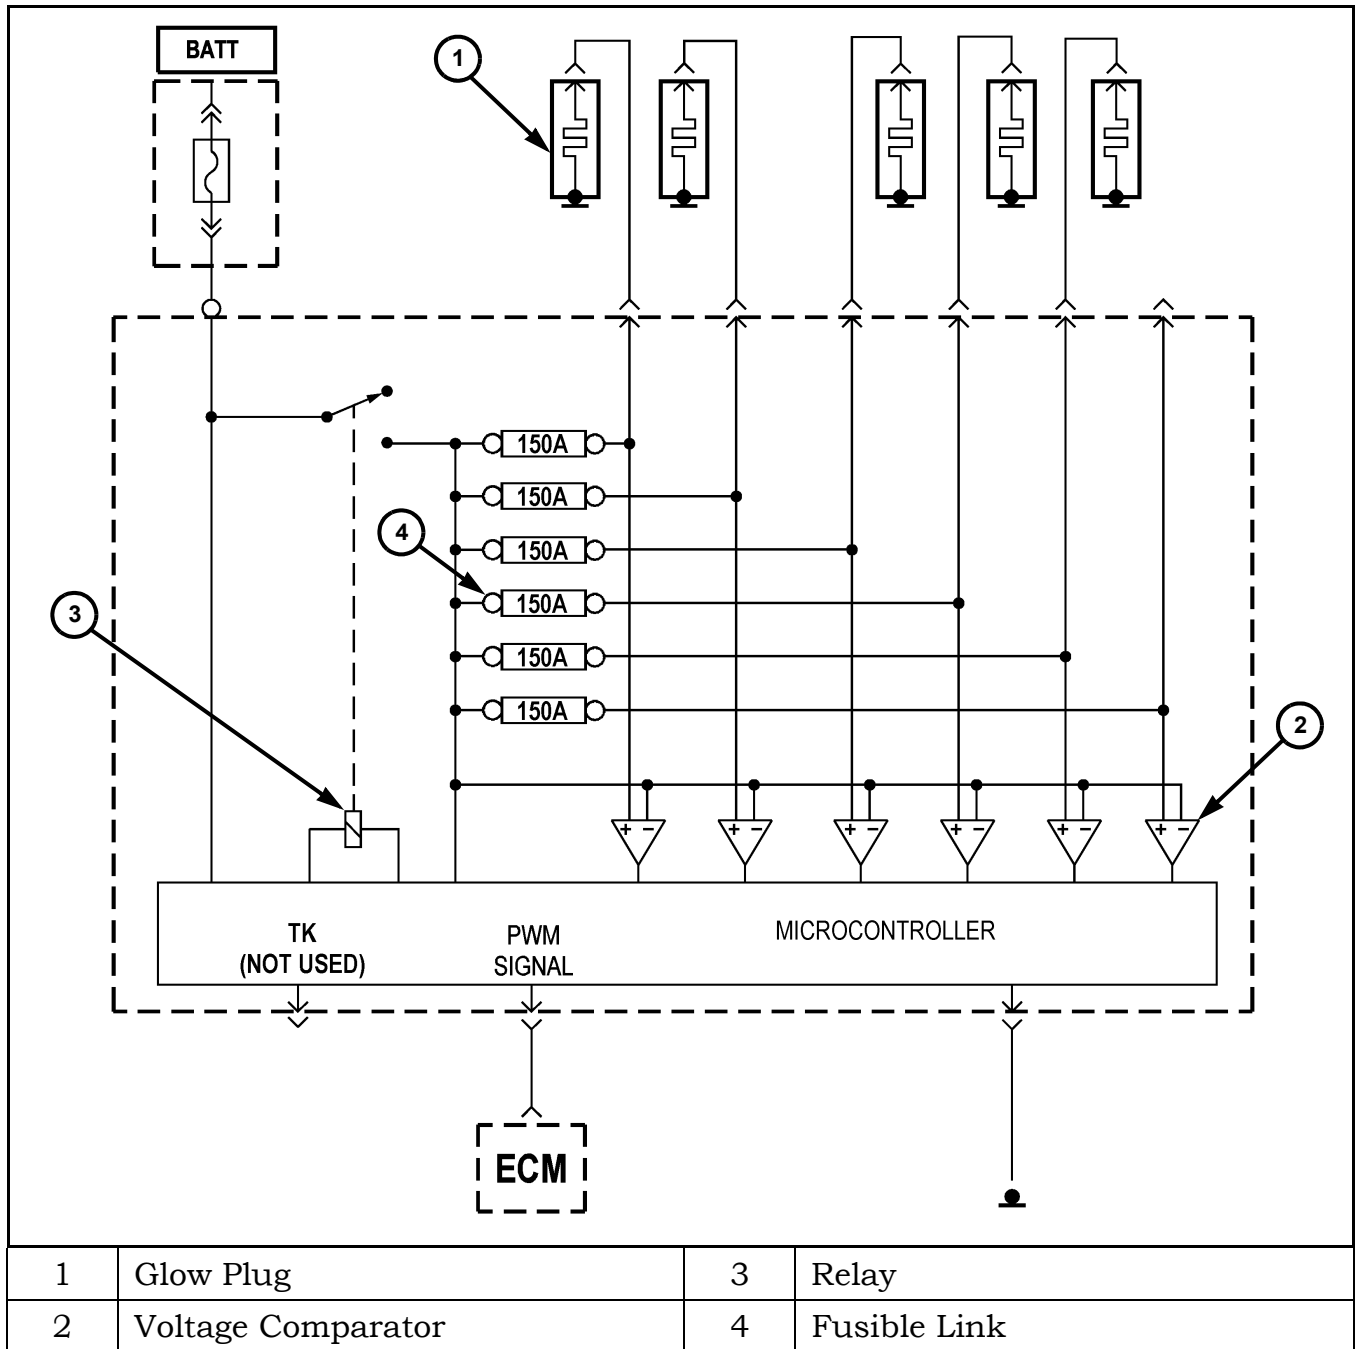 BATT
1
150A
150A
4
150A
150A
3
150A
150A
2
TK
(NOT USED)
PWM
SIGNAL
MICROCONTROLLER
+ −
+ −
+ −
+ −
+ −
+ −
ECM
1 Glow Plug 3 Relay
2 Voltage Comparator 4 Fusible Link